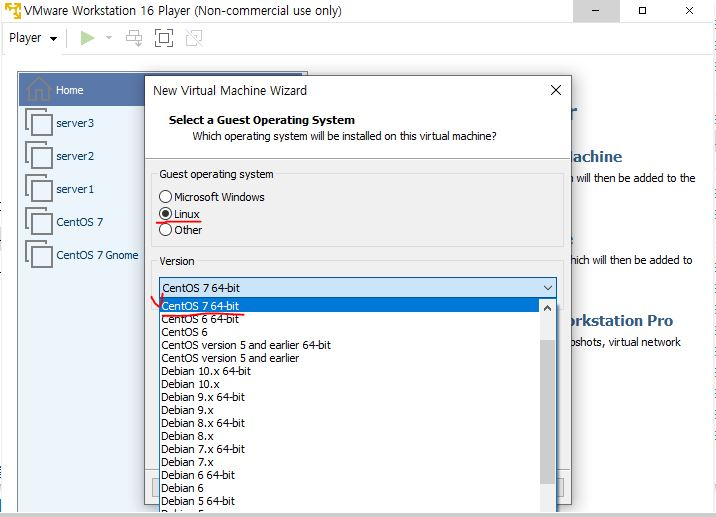 VMware Workstation 16 Player (Non-commercial use only)
Player
Home
server3
server2
server1
CentOS 7
CentOS 7 Gnome
New Virtual Machine Wizard
Select a Guest Operating System
Which operating system will be installed on this virtual machine?
Guest operating system
Microsoft Windows
Linux
Other
Version
CentOS 7 64-bit
CentOS 7 64-bit
CentOS 6 64-bit
CentOS 6
CentOS version 5 and earlier 64-bit
CentOS version 5 and earlier
Debian 10.x 64-bit
Debian 10.x
Debian 9.x 64-bit
Debian 9.x
Debian 8.x 64-bit
Debian 8.x
Debian 7.x 64-bit
Debian 7.x
Debian 6 64-bit
Debian 6
Debian 5 64-bit
will then be added to the
hich will then be added to
orkstation Pro
pshots, virtual network